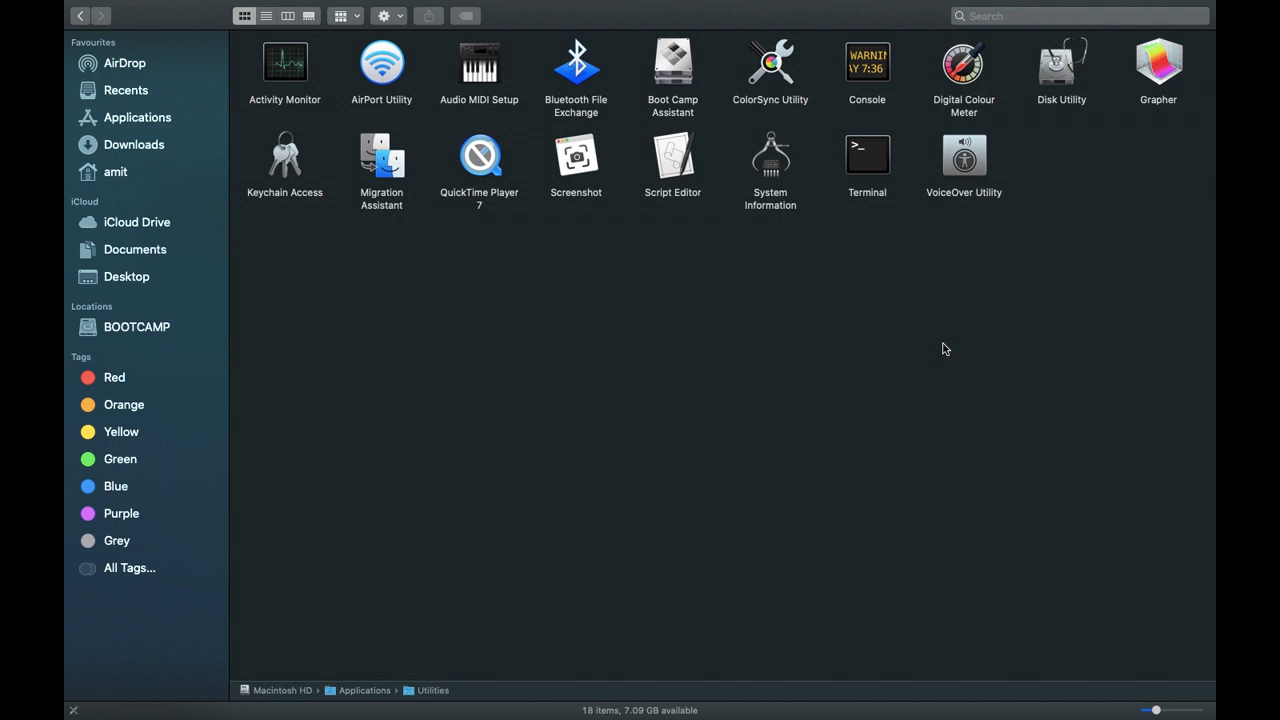 Search
Favourites
AirDrop
Recents
Applications
Downloads
amit
iCloud
iCloud Drive
Documents
Desktop
Locations
BOOTCAMP
Tags
Red
Orange
Yellow
Green
Blue
Purple
Grey
All Tags...
WARNIN
Y 7:36
Activity Monitor
AirPort Utility
Audio MIDI Setup
Bluetooth File
Exchange
Boot Camp
Assistant
ColorSync Utility
Console
Digital Colour
Meter
Disk Utility
Grapher
>_
Keychain Access
Migration
Assistant
QuickTime Player
7
Screenshot
Script Editor
System
Information
Terminal
VoiceOver Utility
Macintosh HD › Applications › Utilities
18 items, 7.09 GB available